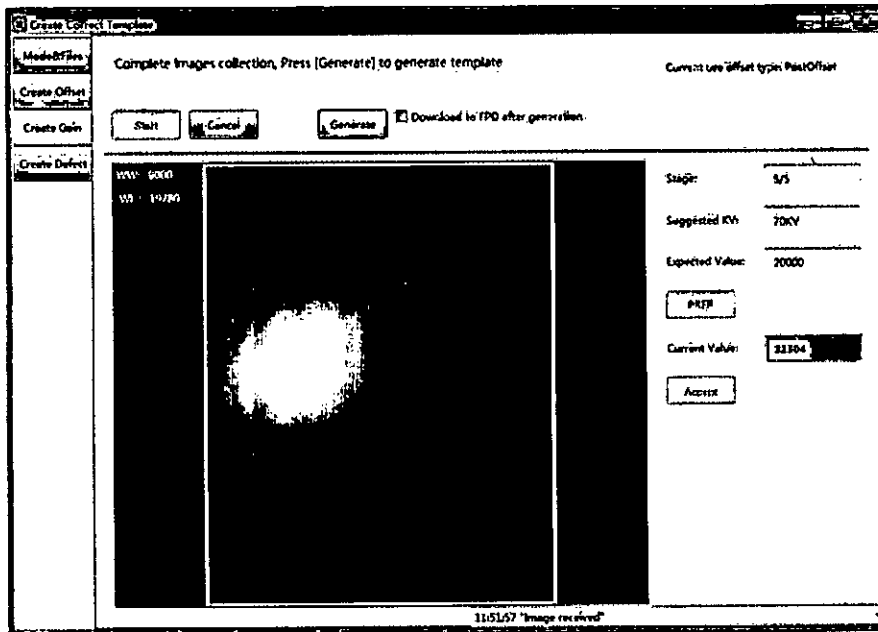 Create Correct Template
Mode&Files
Create Offset
Create Gain
Create Defect
Complete Images collection, Press [Generate] to generate template
Current use offset type: PostOffset
Start
Cancel
Generate
Download to FPD after generation
WW: 6000
WL: 19780
Stage: 5/5
Suggested KV: 70KV
Expected Value: 20000
PREP
Current Value:
Accept
11:51:57 "Image received"